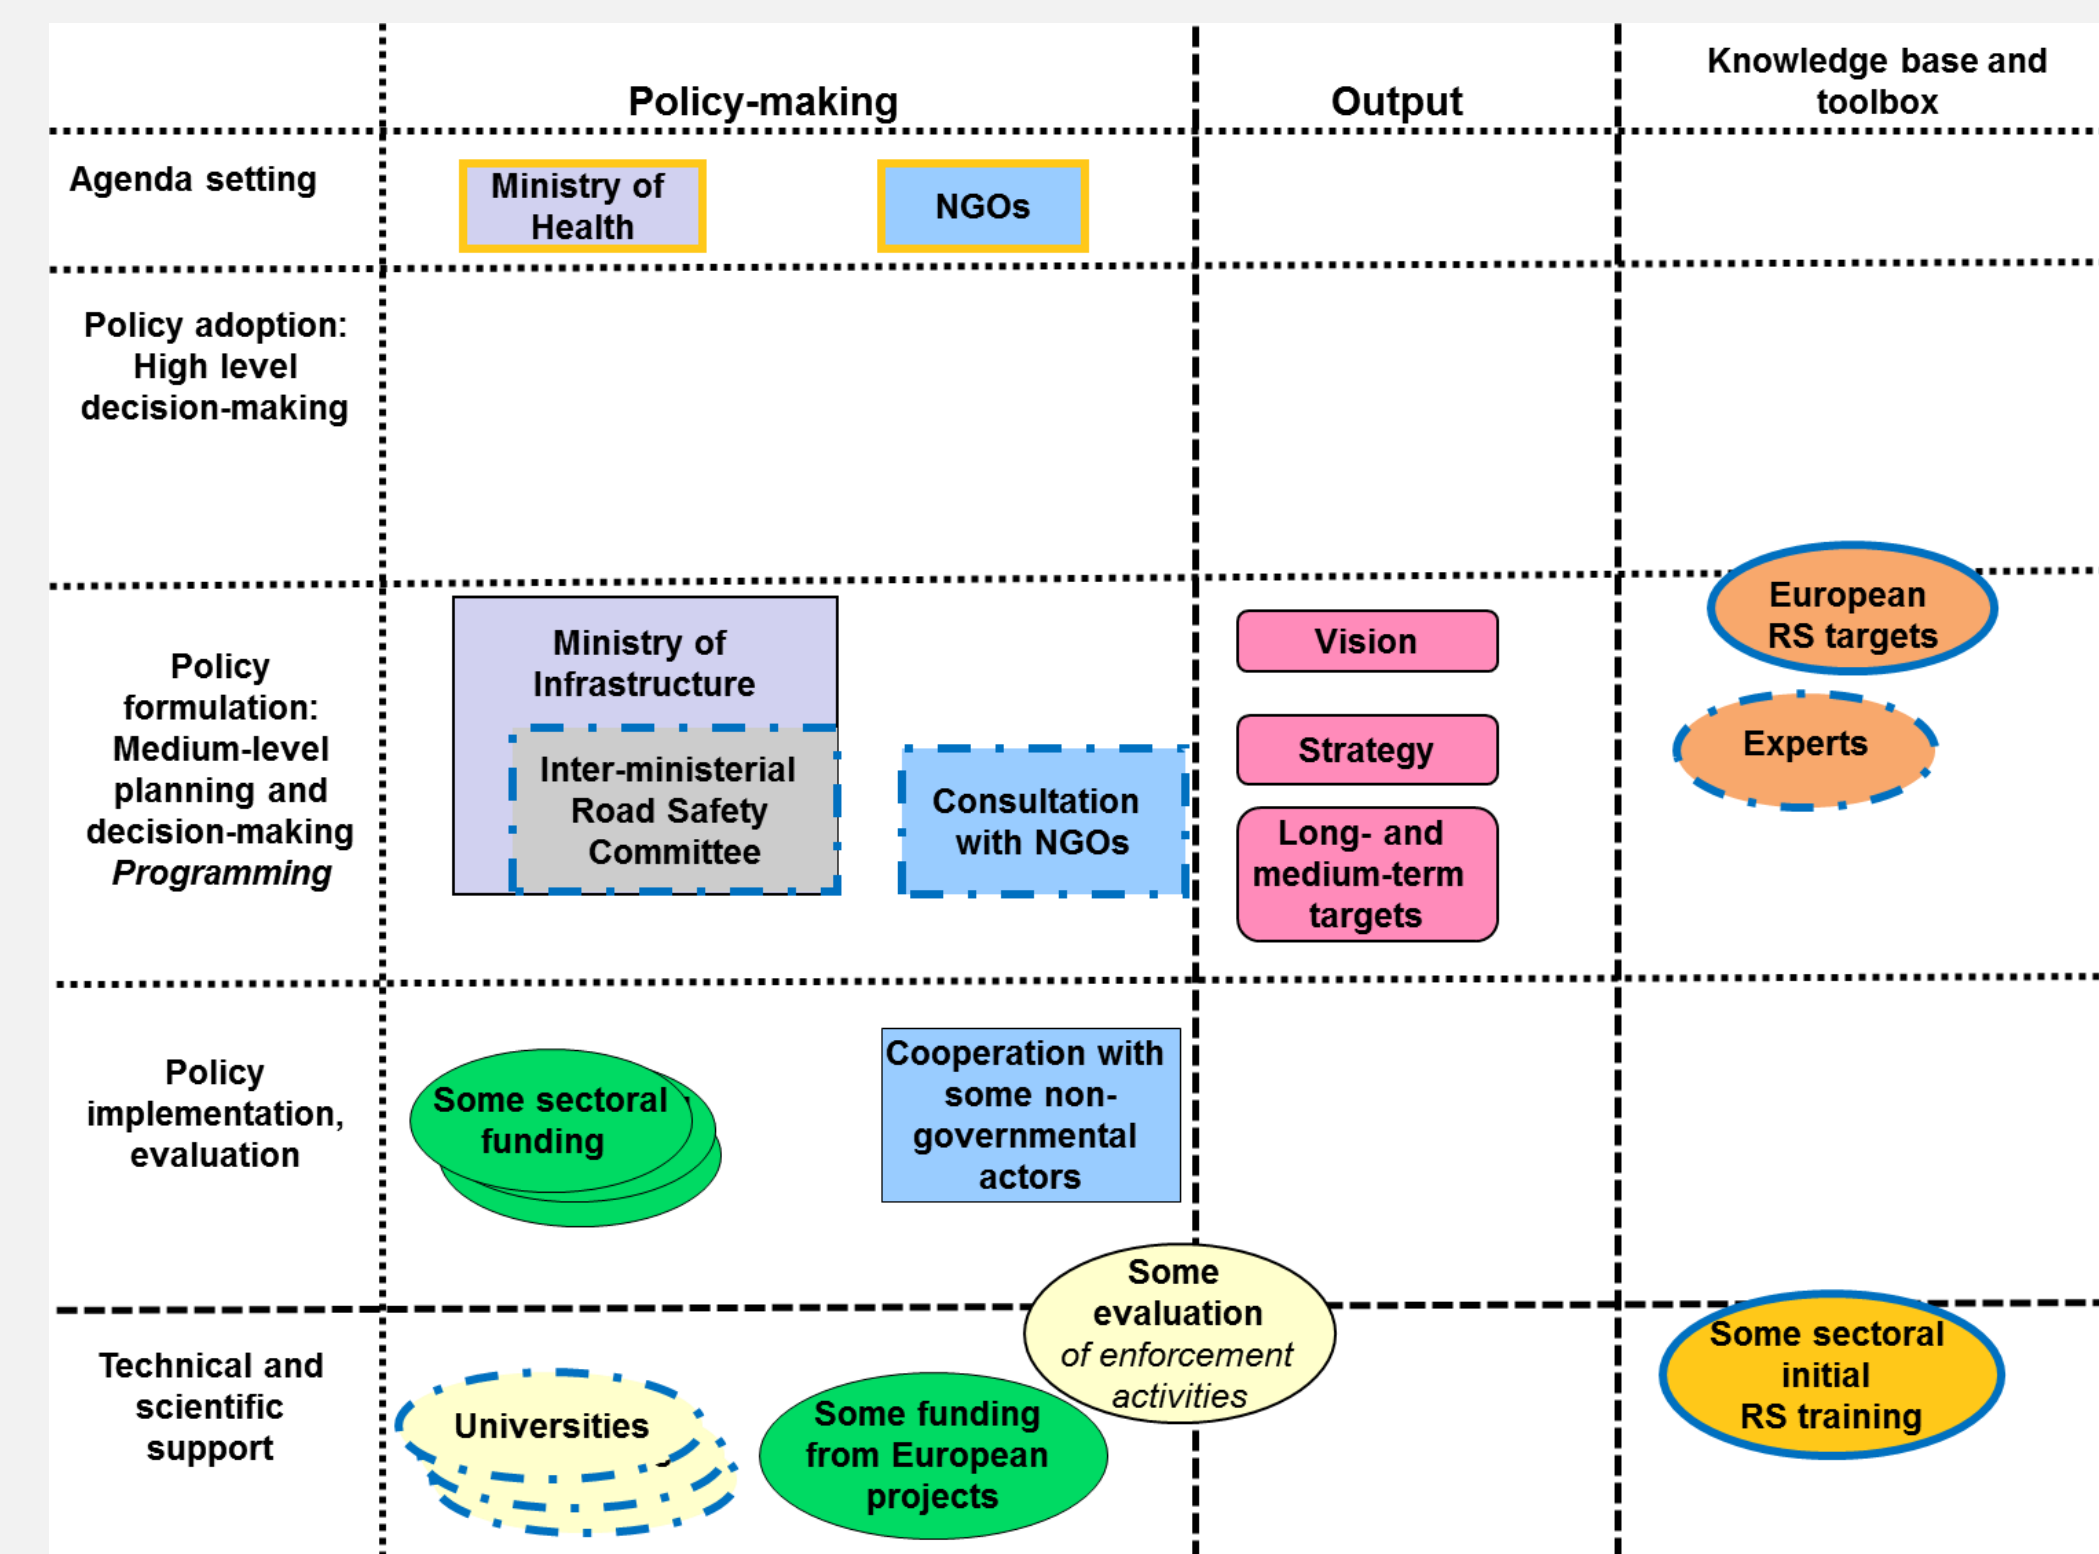 Policy-making
Output
Knowledge base and
toolbox
Agenda setting
Ministry of
Health
NGOs
Policy adoption:
High level
decision-making
Policy
formulation:
Medium-level
planning and
decision-making
Programming
Ministry of
Infrastructure
Inter-ministerial
Road Safety
Committee
Consultation
with NGOs
Vision
Strategy
Long- and
medium-term
targets
European
RS targets
Experts
Policy
implementation,
evaluation
Some sectoral
funding
Cooperation with
some non-
governmental
actors
Some
evaluation
of enforcement
activities
Technical and
scientific
support
Universities
Some funding
from European
projects
Some sectoral
initial
RS training